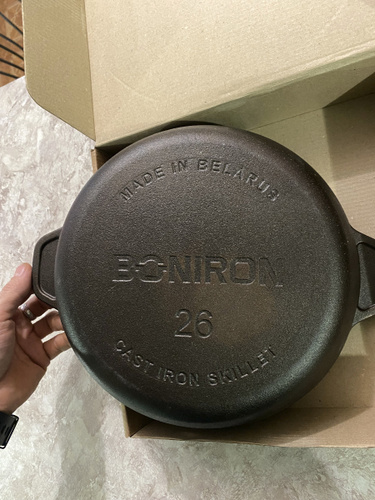 MADE IN BELARUS
BONIRON
26
CAST IRON SKILLET